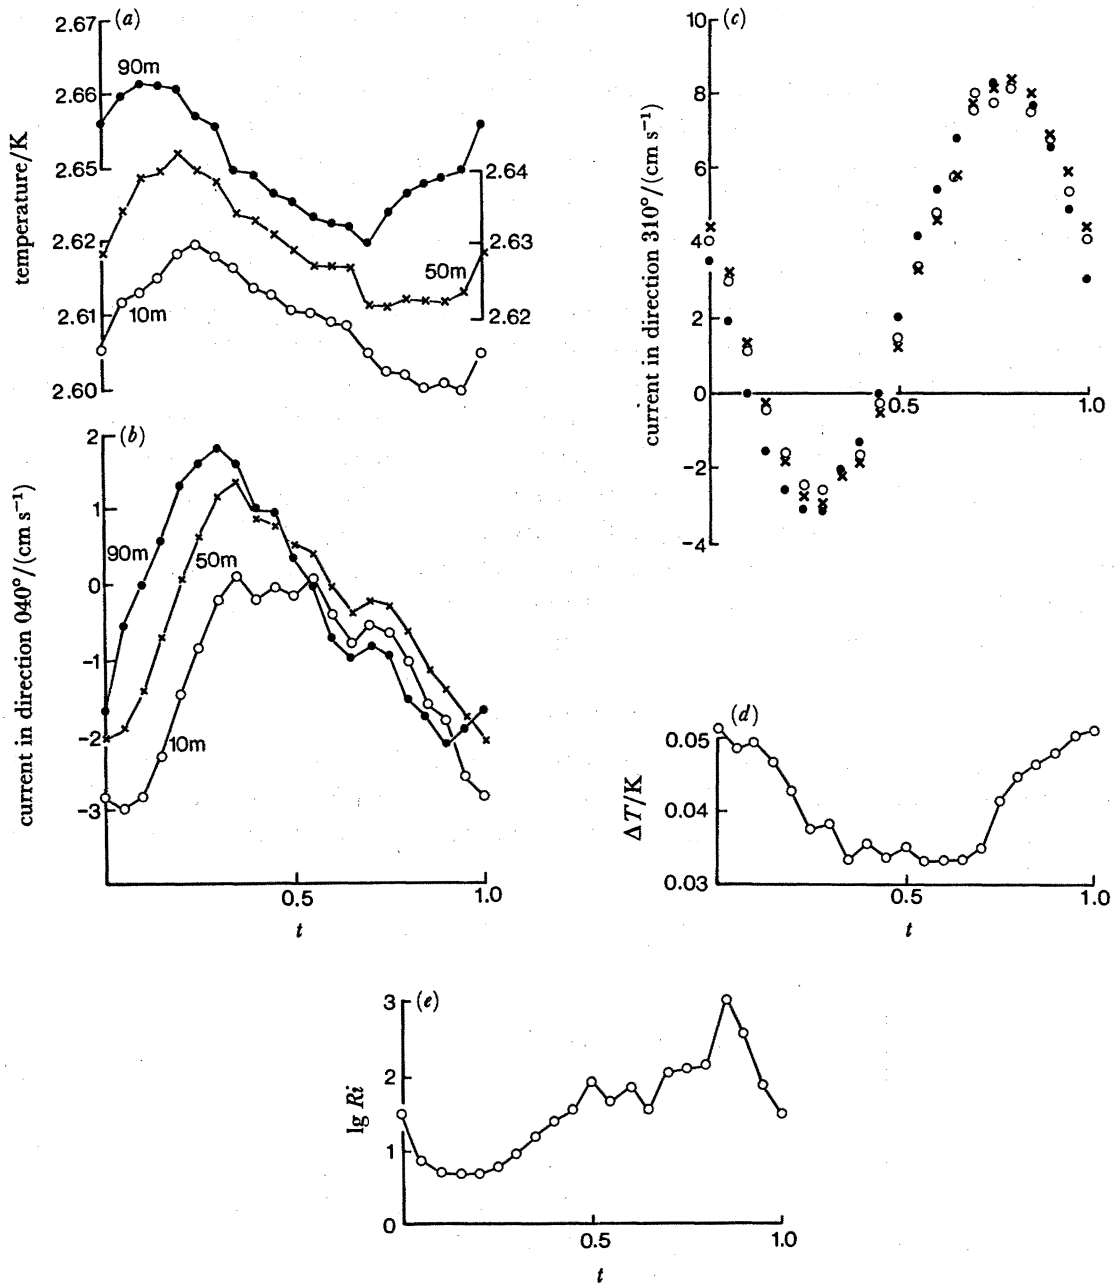 (a)
2.67
2.66
2.65
2.62
2.61
2.60
temperature/K
90m
50m
10m
2.64
2.63
2.62
(b)
2
1
0
−1
−2
−3
current in direction 040°/(cm s⁻¹)
90m
50m
10m
0.5
1.0
t
(c)
10
8
6
4
2
0
−2
−4
current in direction 310°/(cm s⁻¹)
0.5
1.0
(d)
0.05
0.04
0.03
ΔT/K
0.5
1.0
t
(e)
3
2
1
0
lg Ri
0.5
1.0
t